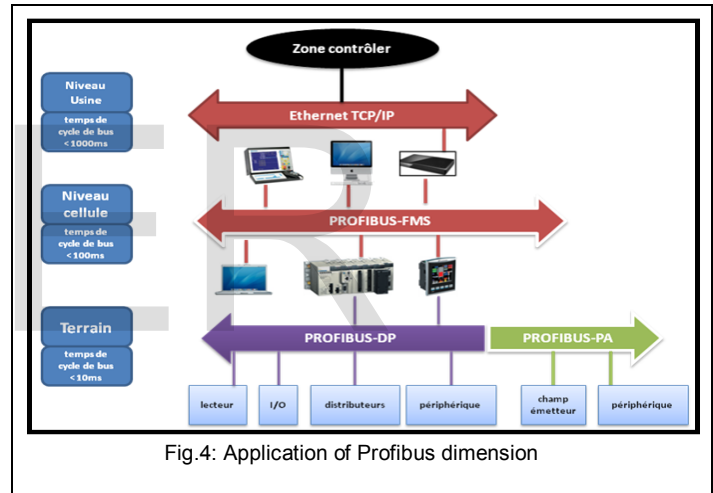 Zone contrôler
Niveau
Usine
temps de
cycle de bus
<1000ms
Ethernet TCP/IP
Niveau
cellule
temps de
cycle de bus
<100ms
PROFIBUS-FMS
Terrain
temps de
cycle de bus
<10ms
PROFIBUS-DP
PROFIBUS-PA
lecteur
I/O
distributeurs
périphérique
champ
émetteur
périphérique
ER
Fig.4: Application of Profibus dimension